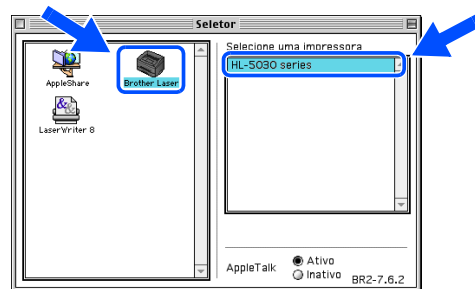 Seletor
AppleShare
Brother Laser
LaserWriter 8
Selecione uma impressora
HL-5030 series
AppleTalk
Ativo
Inativo
BR2-7.6.2